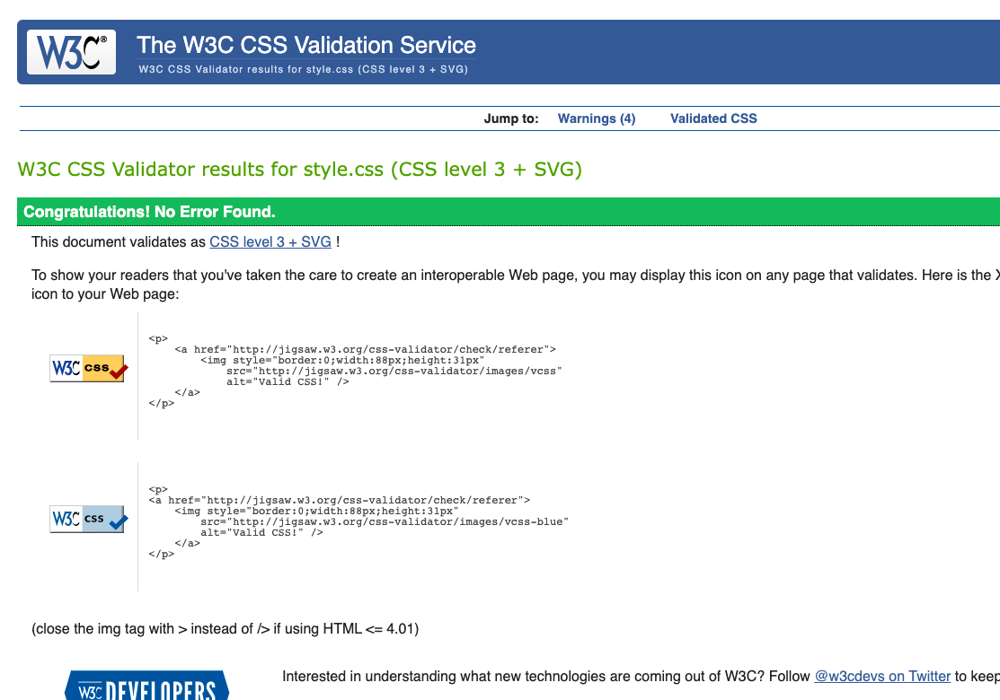 W3C®
The W3C CSS Validation Service
W3C CSS Validator results for style.css (CSS level 3 + SVG)
Jump to: Warnings (4) Validated CSS
W3C CSS Validator results for style.css (CSS level 3 + SVG)
Congratulations! No Error Found.
This document validates as CSS level 3 + SVG !
To show your readers that you've taken the care to create an interoperable Web page, you may display this icon on any page that validates. Here is the
icon to your Web page:
W3C css
<p>
    <a href="http://jigsaw.w3.org/css-validator/check/referer">
        <img style="border:0;width:88px;height:31px"
            src="http://jigsaw.w3.org/css-validator/images/vcss"
            alt="Valid CSS!" />
    </a>
</p>
W3C css
<p>
<a href="http://jigsaw.w3.org/css-validator/check/referer">
    <img style="border:0;width:88px;height:31px"
        src="http://jigsaw.w3.org/css-validator/images/vcss-blue"
        alt="Valid CSS!" />
    </a>
</p>
(close the img tag with > instead of /> if using HTML <= 4.01)
W3C DEVELOPERS
Interested in understanding what new technologies are coming out of W3C? Follow @w3cdevs on Twitter to keep